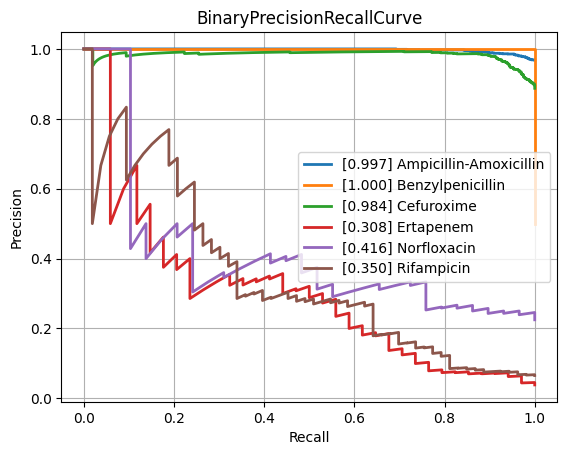 BinaryPrecisionRecallCurve
Precision
1.0
0.8
0.6
0.4
0.2
0.0
[0.997] Ampicillin-Amoxicillin
[1.000] Benzylpenicillin
[0.984] Cefuroxime
[0.308] Ertapenem
[0.416] Norfloxacin
[0.350] Rifampicin
0.0 0.2 0.4 0.6 0.8 1.0
Recall